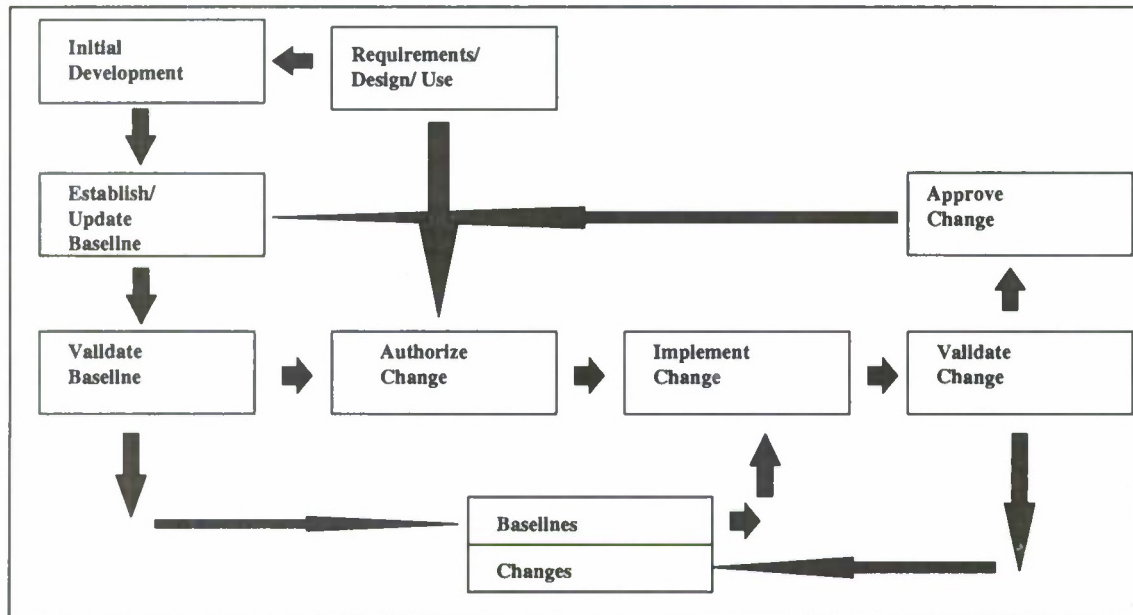 Initial
Development
Requirements/
Design/ Use
Establish/
Update
Baseline
Approve
Change
Validate
Baseline
Authorize
Change
Implement
Change
Validate
Change
Baselines
Changes